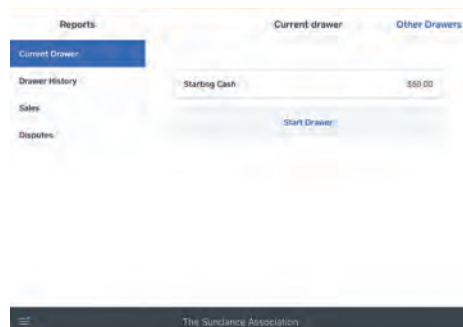 Reports
Current drawer
Other Drawers
Current Drawer
Drawer History
Sales
Disputes
Starting Cash
$50.00
Start Drawer
The Sundance Association